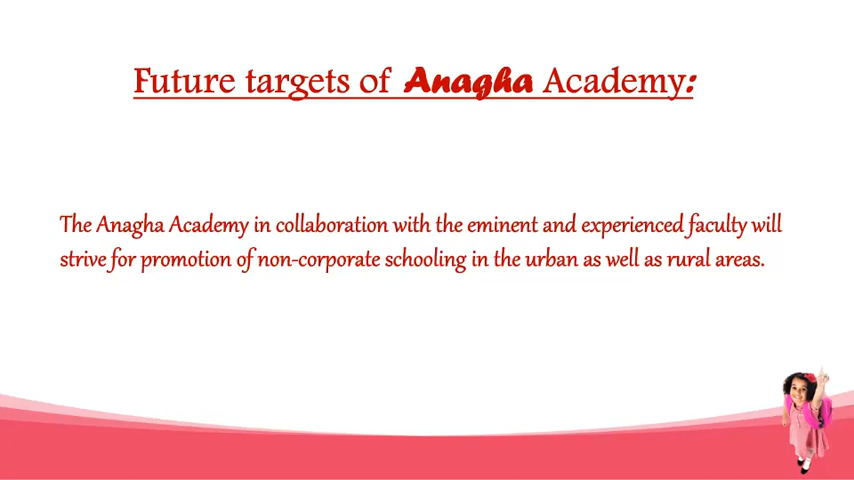 Future targets of Anagha Academy:
The Anagha Academy in collaboration with the eminent and experienced faculty will
strive for promotion of non-corporate schooling in the urban as well as rural areas.